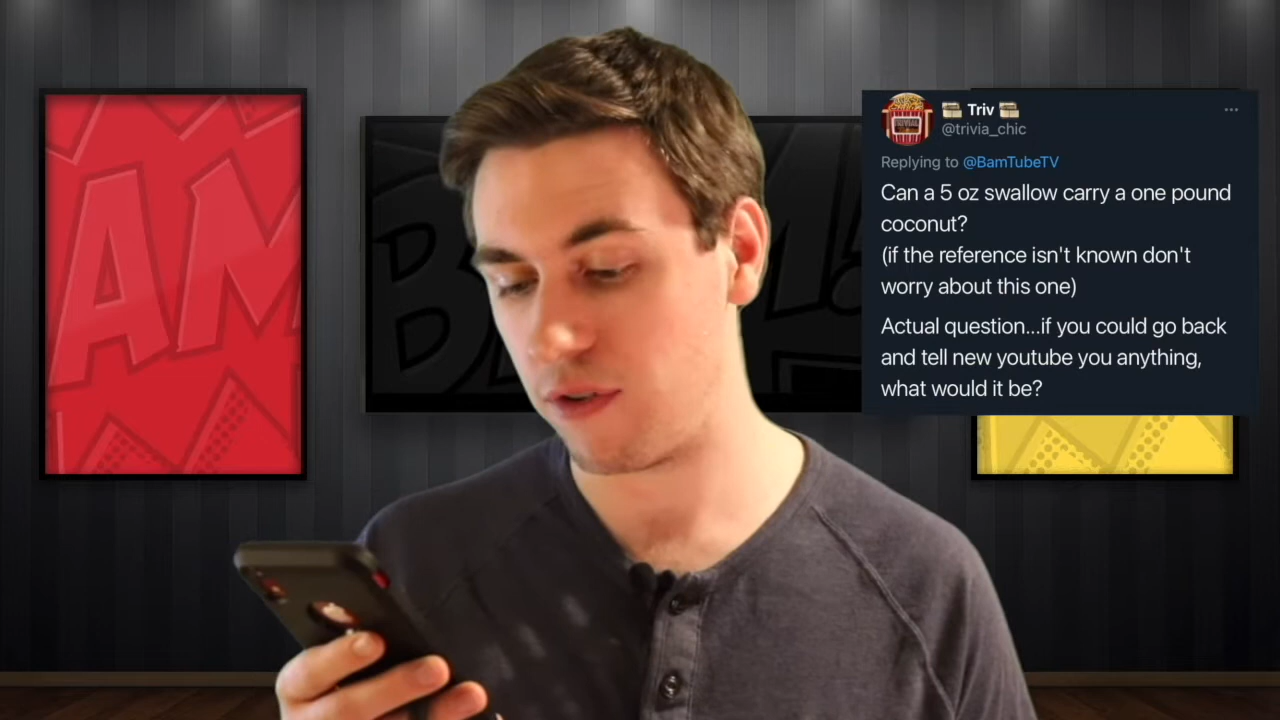 AM
BAM!
Triv
@trivia_chic
Replying to @BamTubeTV
Can a 5 oz swallow carry a one pound
coconut?
(if the reference isn't known don't
worry about this one)
Actual question...if you could go back
and tell new youtube you anything,
what would it be?